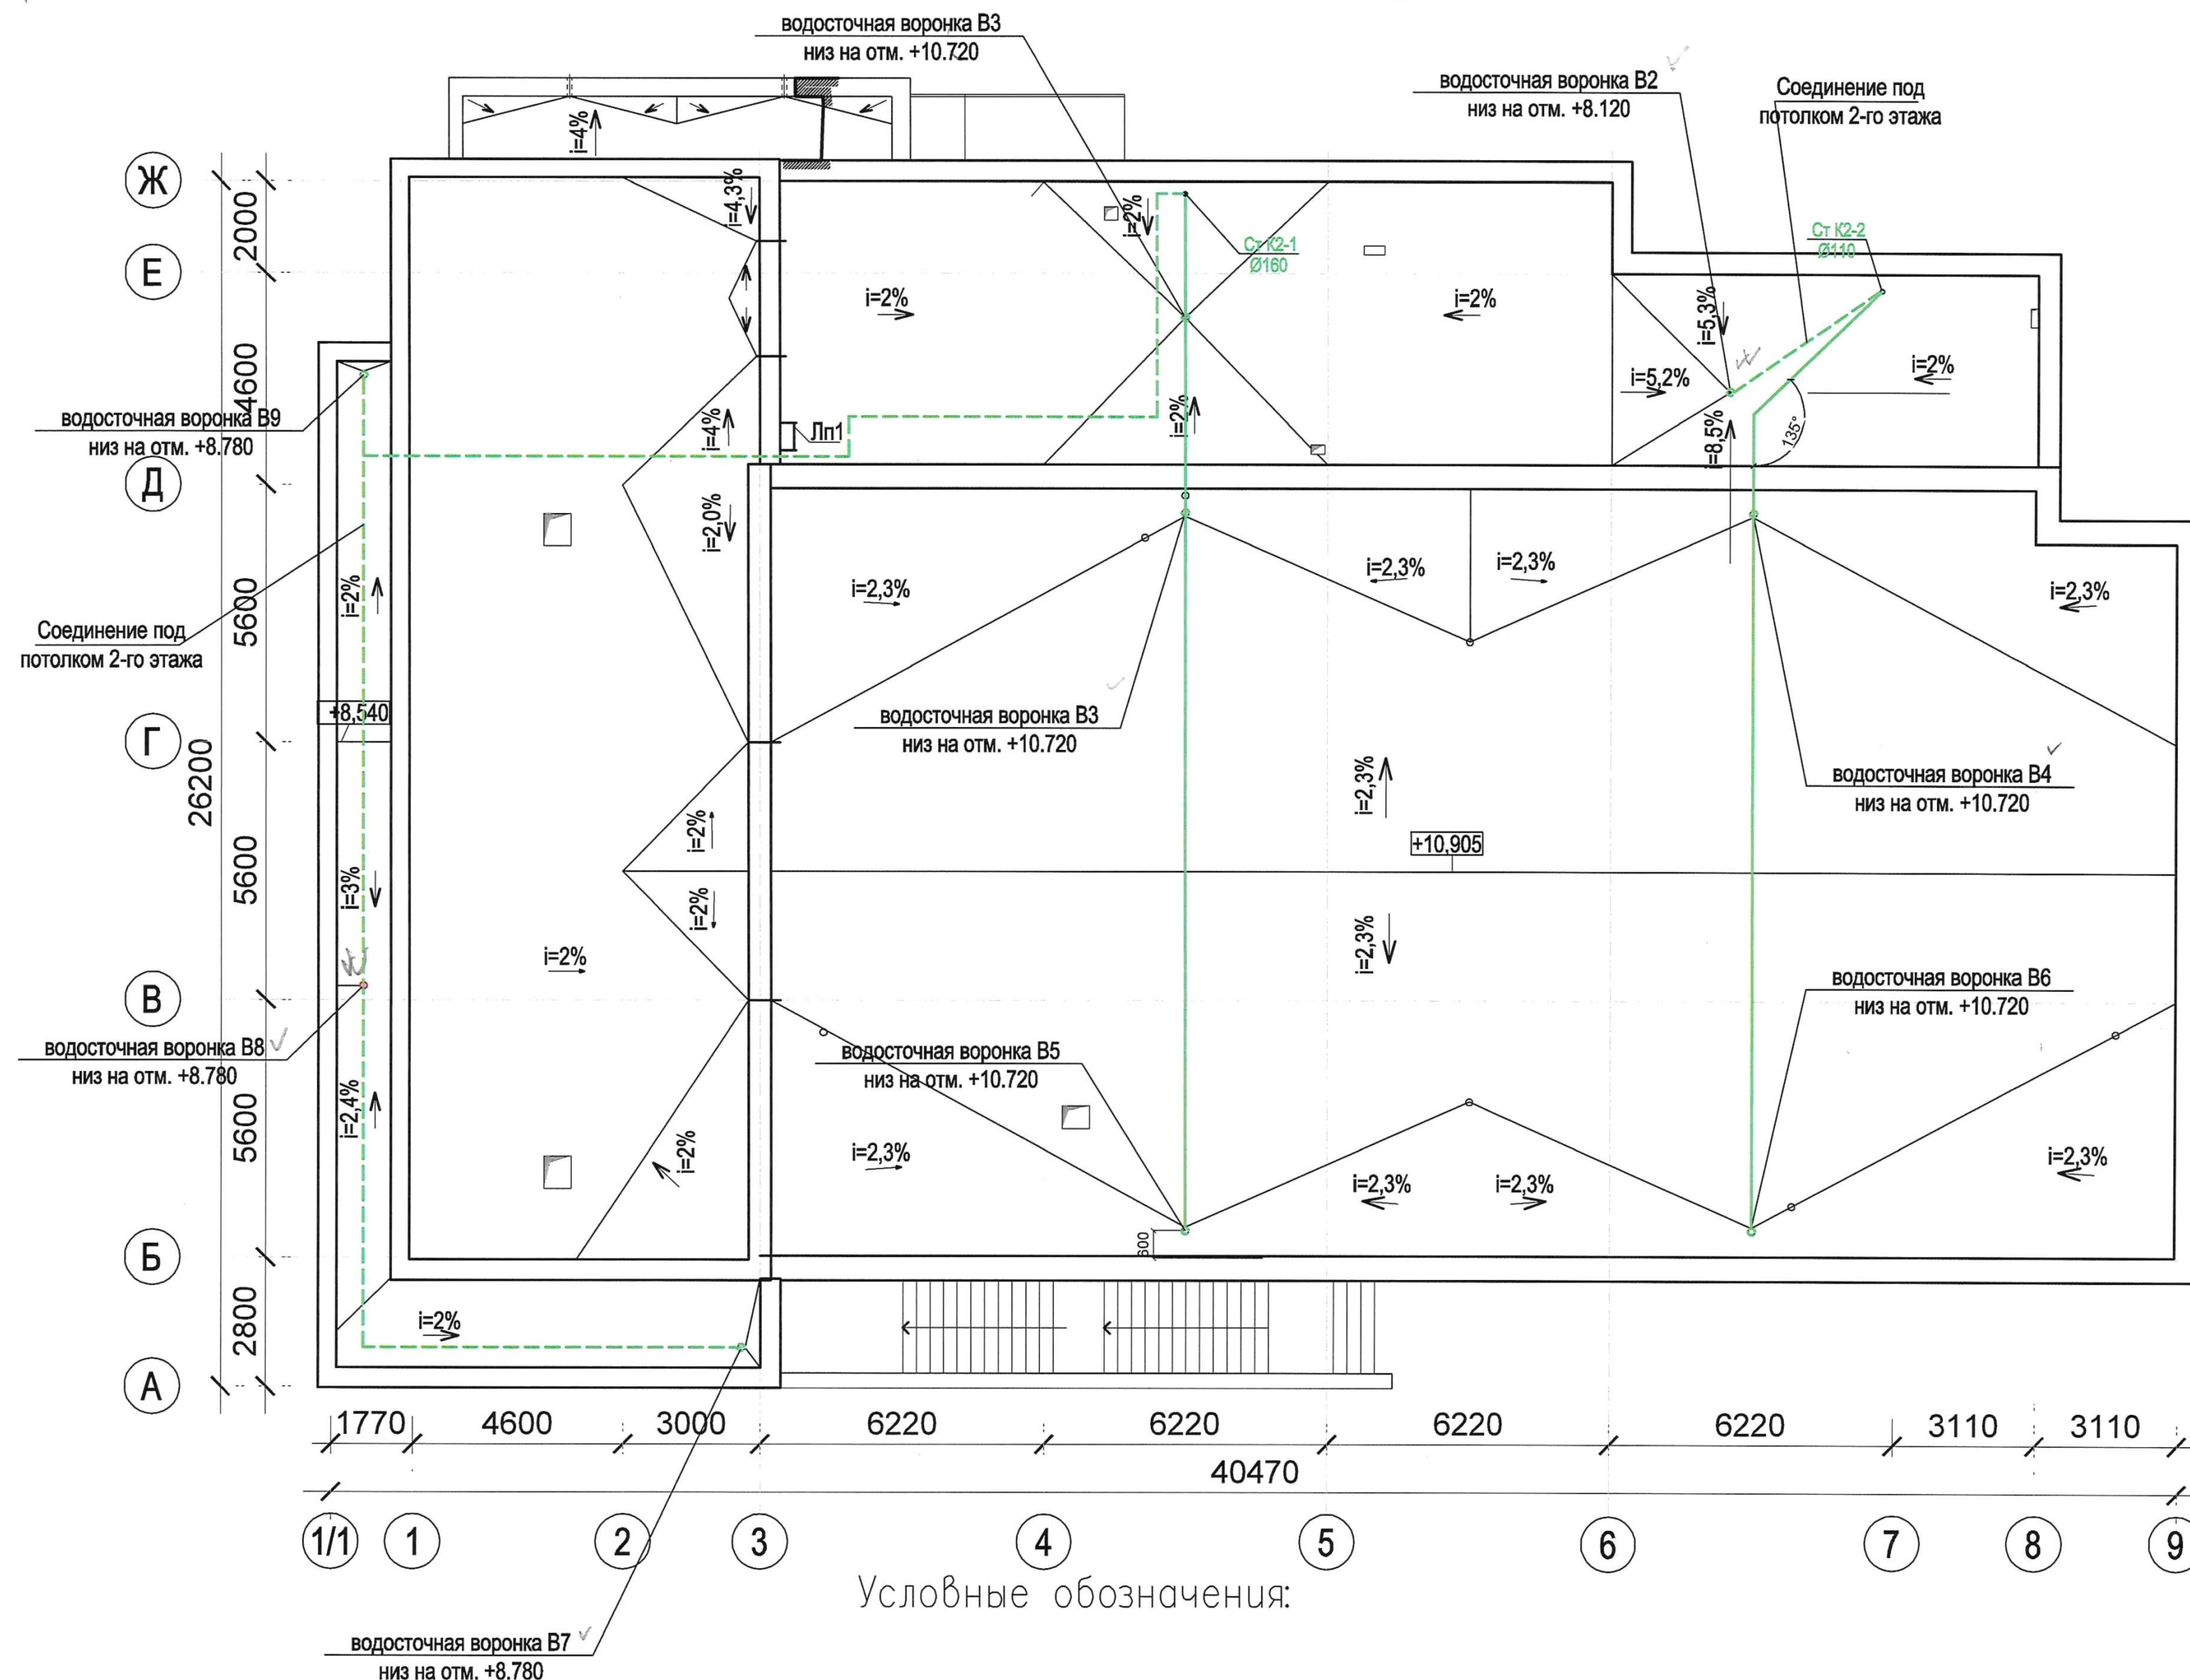 водосточная воронка В3
низ на отм. +10.720
водосточная воронка В2
низ на отм. +8.120
Соединение под
потолком 2-го этажа
i=4%
Ж
2000
i=4,3%
i=2%
Ст К2-1
Ø160
Ст К2-2
Ø110
Е
i=2%
i=2%
i=5,3%
i=5,2%
i=2%
4600
водосточная воронка В9
низ на отм. +8.780
i=4%
Лп1
i=2%
i=8,5%
135°
Д
i=2,0%
i=2,3%
i=2,3%
i=2,3%
i=2,3%
5600
i=2%
Соединение под
потолком 2-го этажа
+8,540
Г
26200
водосточная воронка В3
низ на отм. +10.720
i=2,3%
водосточная воронка В4
низ на отм. +10.720
i=2%
+10,905
5600
i=3%
i=2%
i=2%
i=2,3%
В
водосточная воронка В6
низ на отм. +10.720
водосточная воронка В8
низ на отм. +8.780
водосточная воронка В5
низ на отм. +10.720
i=2,4%
5600
i=2%
i=2,3%
i=2,3%
i=2,3%
i=2,3%
600
Б
2800
i=2%
А
1770
4600
3000
6220
6220
6220
6220
3110
3110
40470
1/1
1
2
3
4
5
6
7
8
9
Условные обозначения:
водосточная воронка В7
низ на отм. +8.780